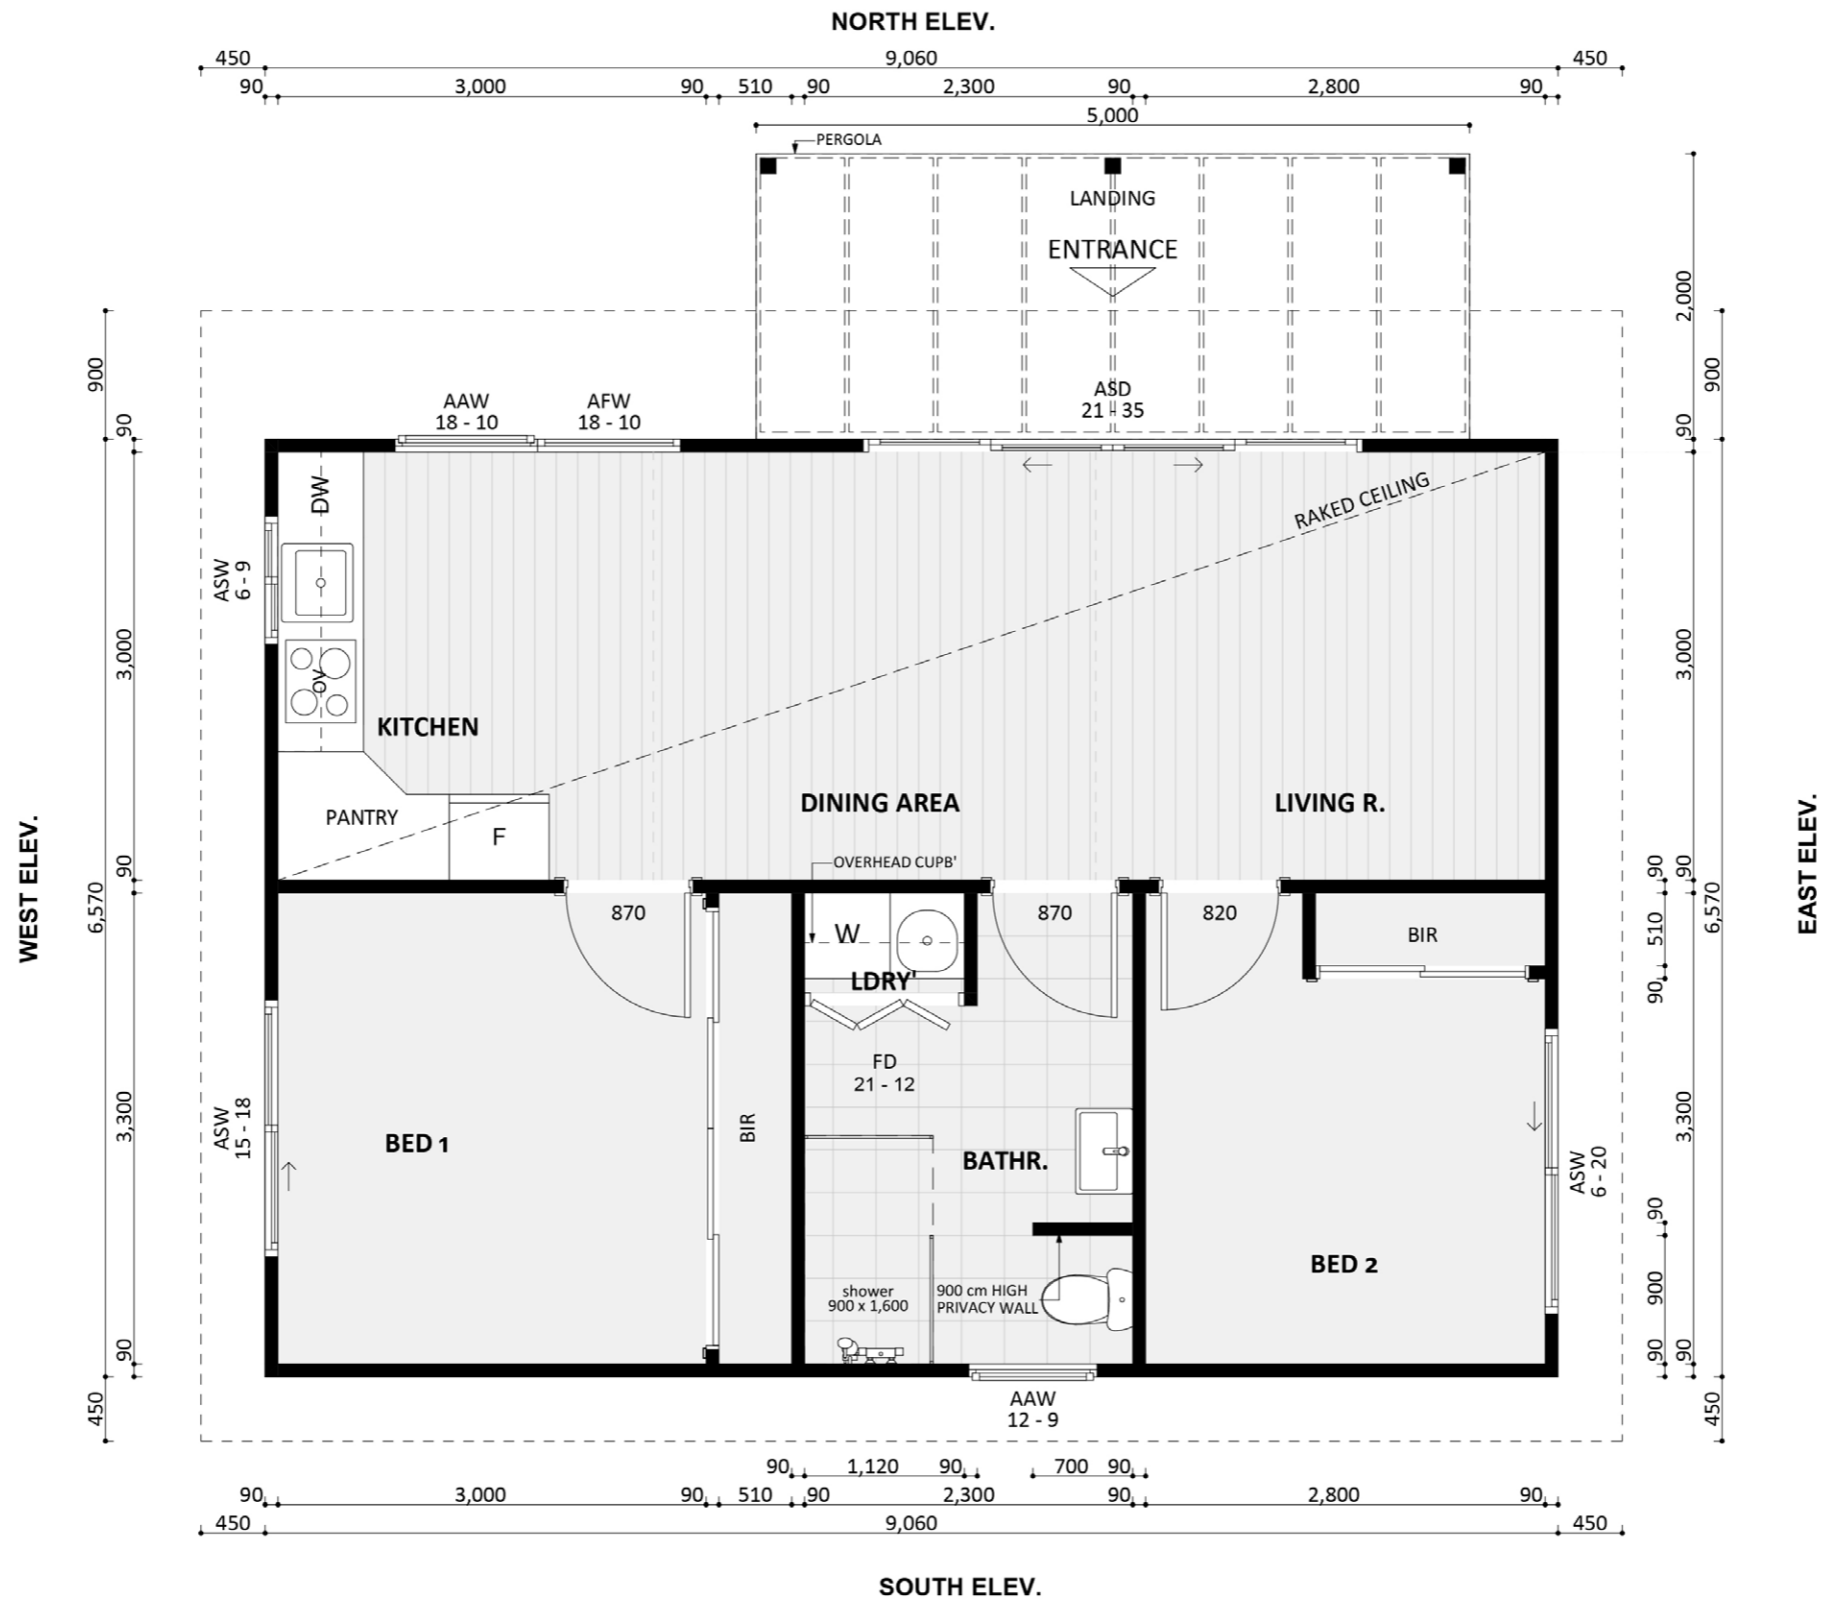 NORTH ELEV.
450 9,060 450
90 3,000 90 510 90 2,300 90 2,800 90
5,000
PERGOLA
LANDING
ENTRANCE
2,000
900
900
AAW
18 - 10
AFW
18 - 10
ASD
21 - 35
90
90
DW
RAKED CEILING
ASW
6 - 9
3,000
3,000
OV
KITCHEN
DINING AREA
LIVING R.
PANTRY
F
OVERHEAD CUPB'
90
90
90
WEST ELEV.
6,570
6,570
EAST ELEV.
870
870
820
W
BIR
510
LDRY'
90
FD
21 - 12
ASW
15 - 18
3,300
3,300
BED 1
BIR
BATHR.
ASW
6 - 20
90
BED 2
shower
900 x 1,600
900 cm HIGH
PRIVACY WALL
900
90
90
90
AAW
12 - 9
450
450
90 1,120 90 700 90
90 3,000 90 510 90 2,300 90 2,800 90
450 9,060 450
SOUTH ELEV.